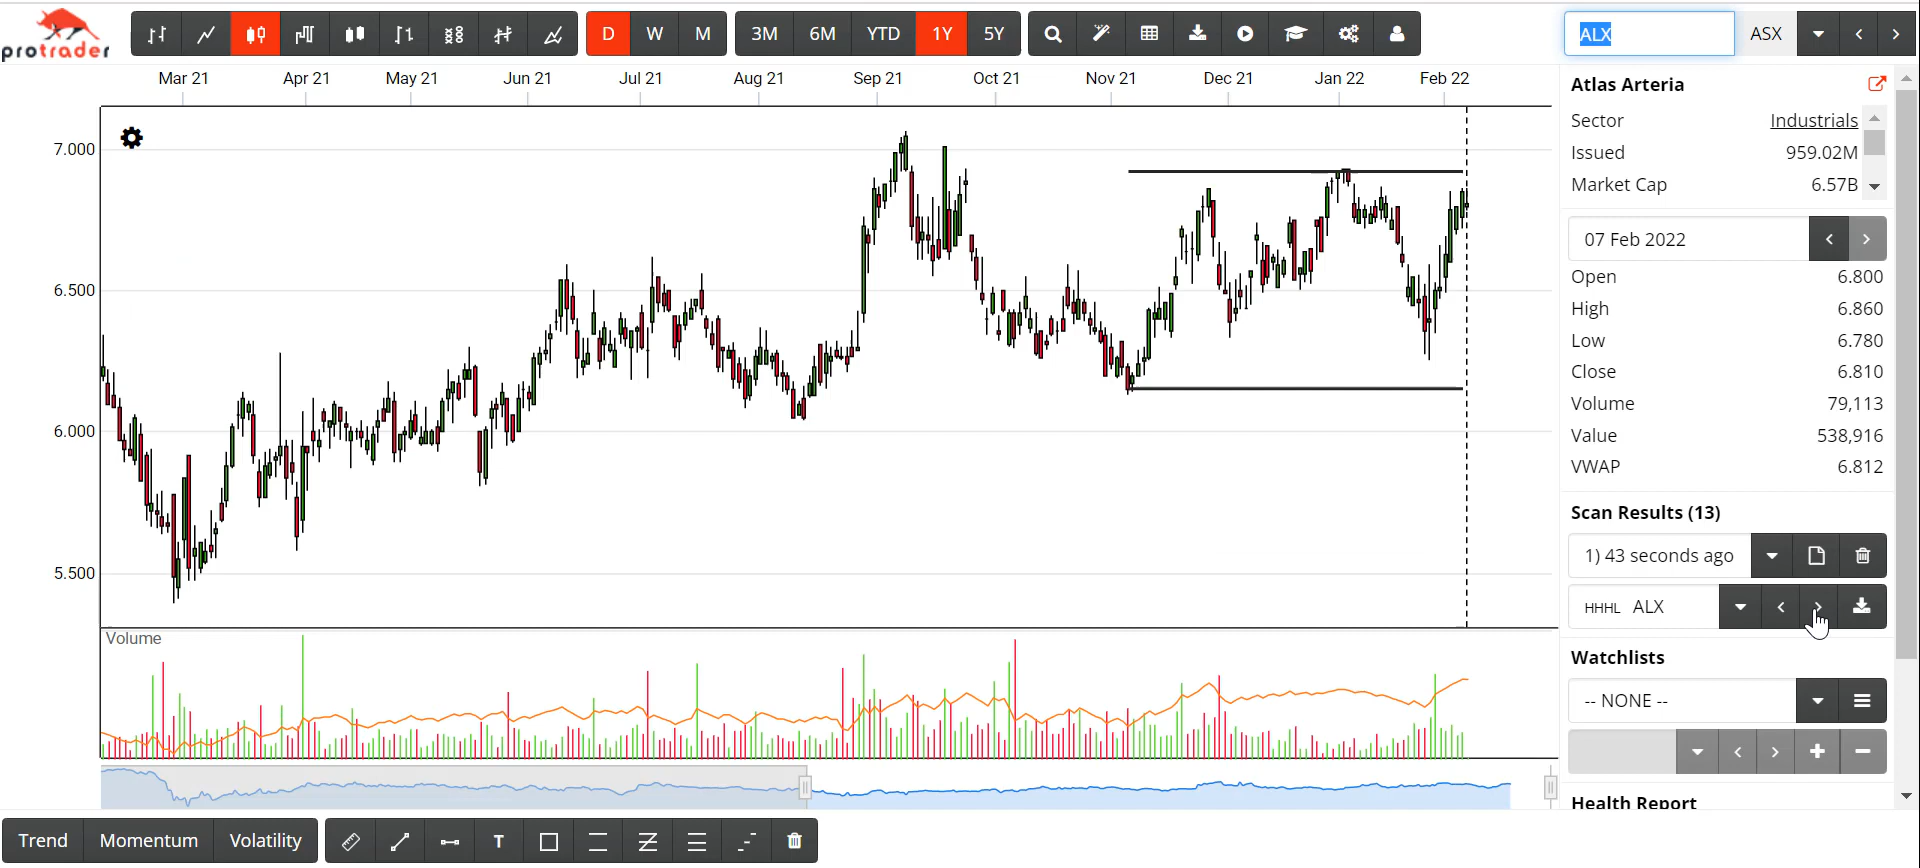 protrader
D W M
3M 6M YTD 1Y 5Y
ALX ASX
Mar 21 Apr 21 May 21 Jun 21 Jul 21 Aug 21 Sep 21 Oct 21 Nov 21 Dec 21 Jan 22 Feb 22
7.000
6.500
6.000
5.500
Volume
Atlas Arteria
Sector Industrials
Issued 959.02M
Market Cap 6.57B
07 Feb 2022
Open 6.800
High 6.860
Low 6.780
Close 6.810
Volume 79,113
Value 538,916
VWAP 6.812
Scan Results (13)
1) 43 seconds ago
HHHL ALX
Watchlists
-- NONE --
Health Report
Trend Momentum Volatility
T